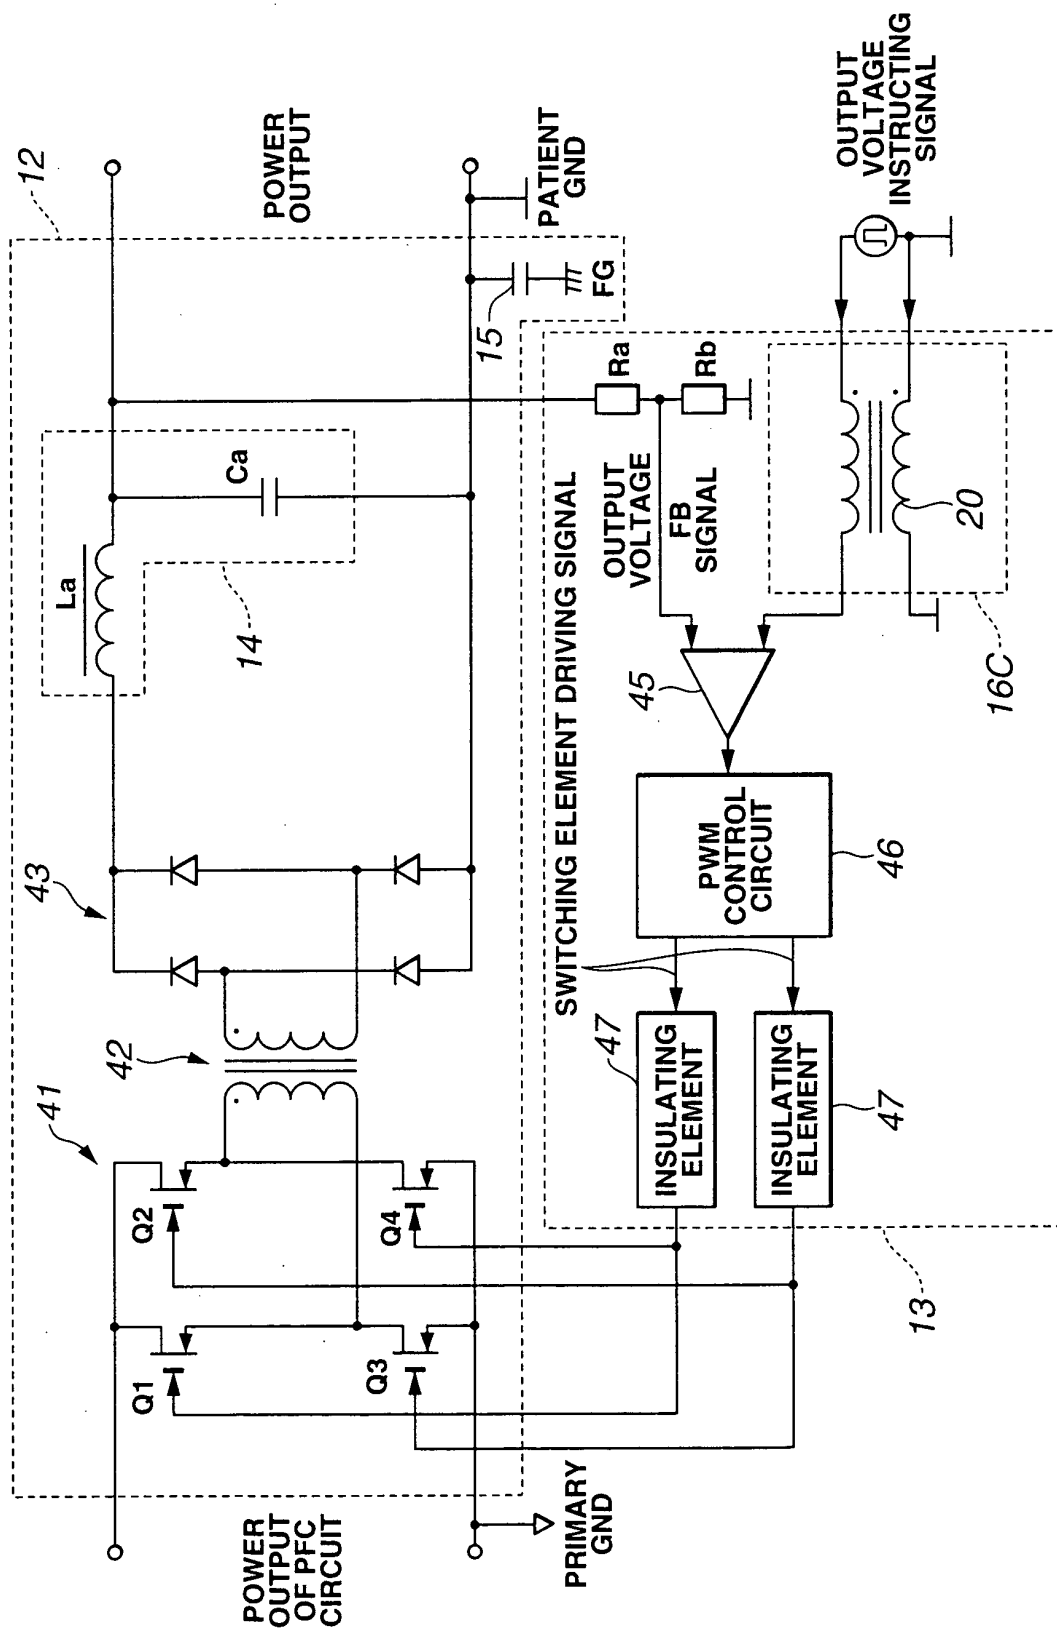 12
POWER
OUTPUT
PATIENT
GND
15
FG
La
Ca
14
43
42
41
Q2
Q4
Q1
Q3
POWER
OUTPUT
OF PFC
CIRCUIT
PRIMARY
GND
SWITCHING ELEMENT DRIVING SIGNAL
Ra
Rb
OUTPUT
VOLTAGE
FB
SIGNAL
OUTPUT
VOLTAGE
INSTRUCTING
SIGNAL
20
16C
45
PWM
CONTROL
CIRCUIT
46
47
INSULATING
ELEMENT
INSULATING
ELEMENT
47
13